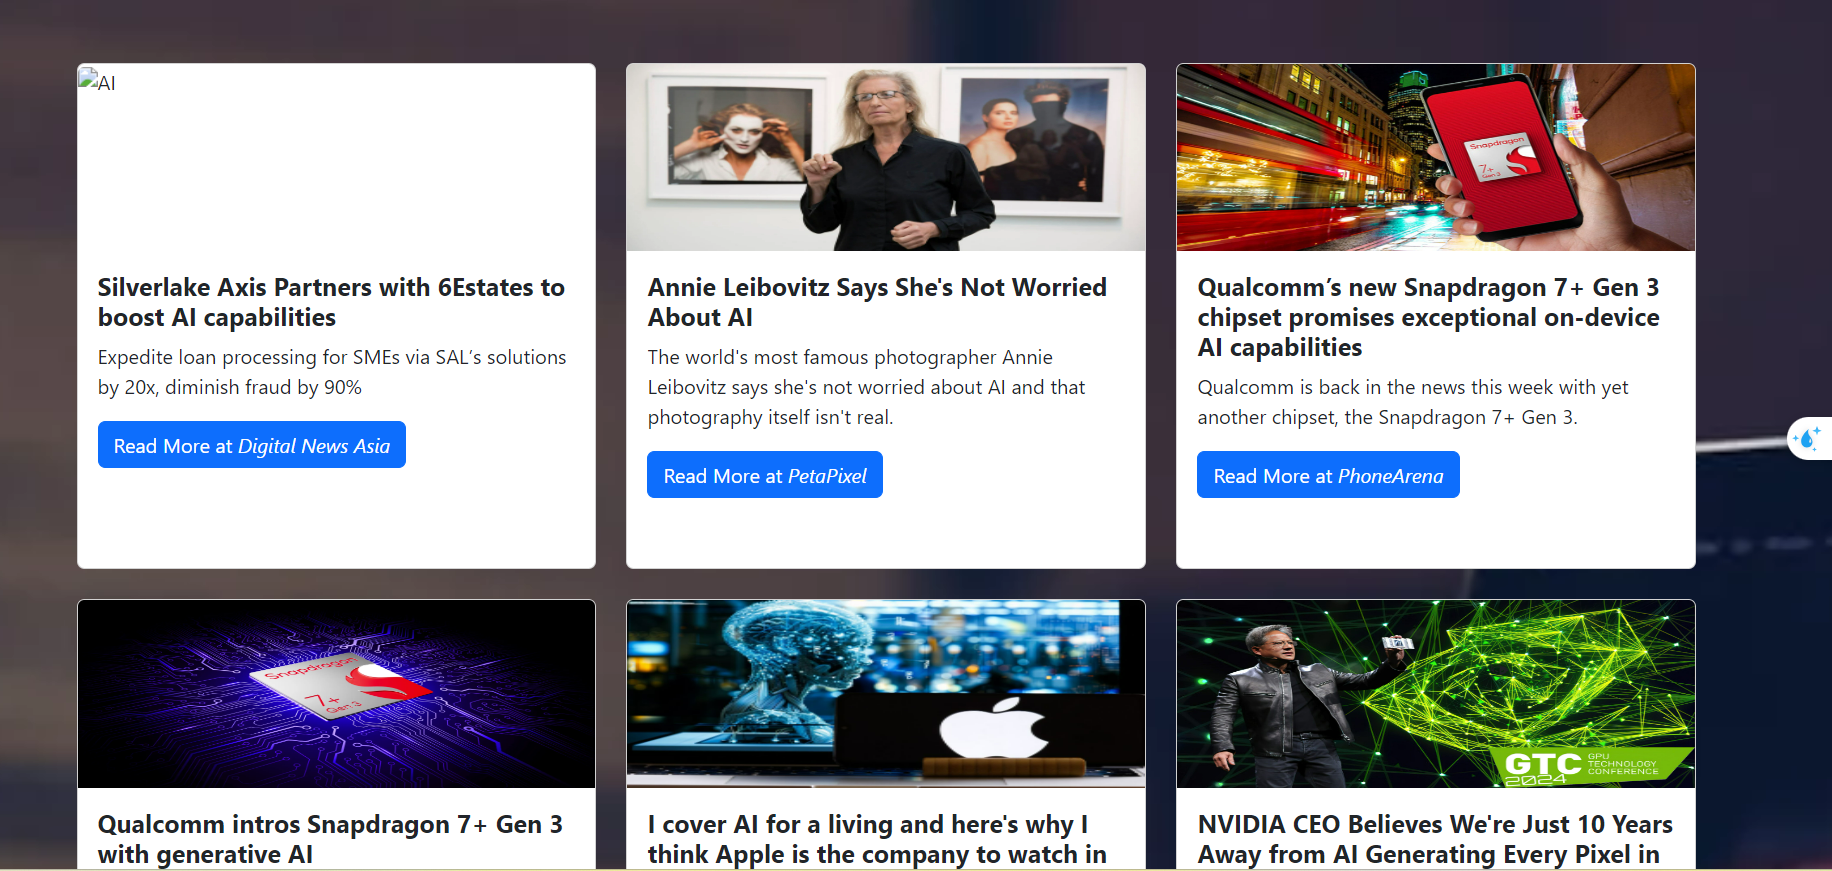 AI
Silverlake Axis Partners with 6Estates to
boost AI capabilities
Expedite loan processing for SMEs via SAL’s solutions
by 20x, diminish fraud by 90%
Read More at Digital News Asia
Annie Leibovitz Says She's Not Worried
About AI
The world's most famous photographer Annie
Leibovitz says she's not worried about AI and that
photography itself isn't real.
Read More at PetaPixel
Snapdragon
7+
Gen 3
Qualcomm’s new Snapdragon 7+ Gen 3
chipset promises exceptional on-device
AI capabilities
Qualcomm is back in the news this week with yet
another chipset, the Snapdragon 7+ Gen 3.
Read More at PhoneArena
Snapdragon
7+
Gen 3
Qualcomm intros Snapdragon 7+ Gen 3
with generative AI
I cover AI for a living and here's why I
think Apple is the company to watch in
GTC
2024
GPU
TECHNOLOGY
CONFERENCE
NVIDIA CEO Believes We're Just 10 Years
Away from AI Generating Every Pixel in